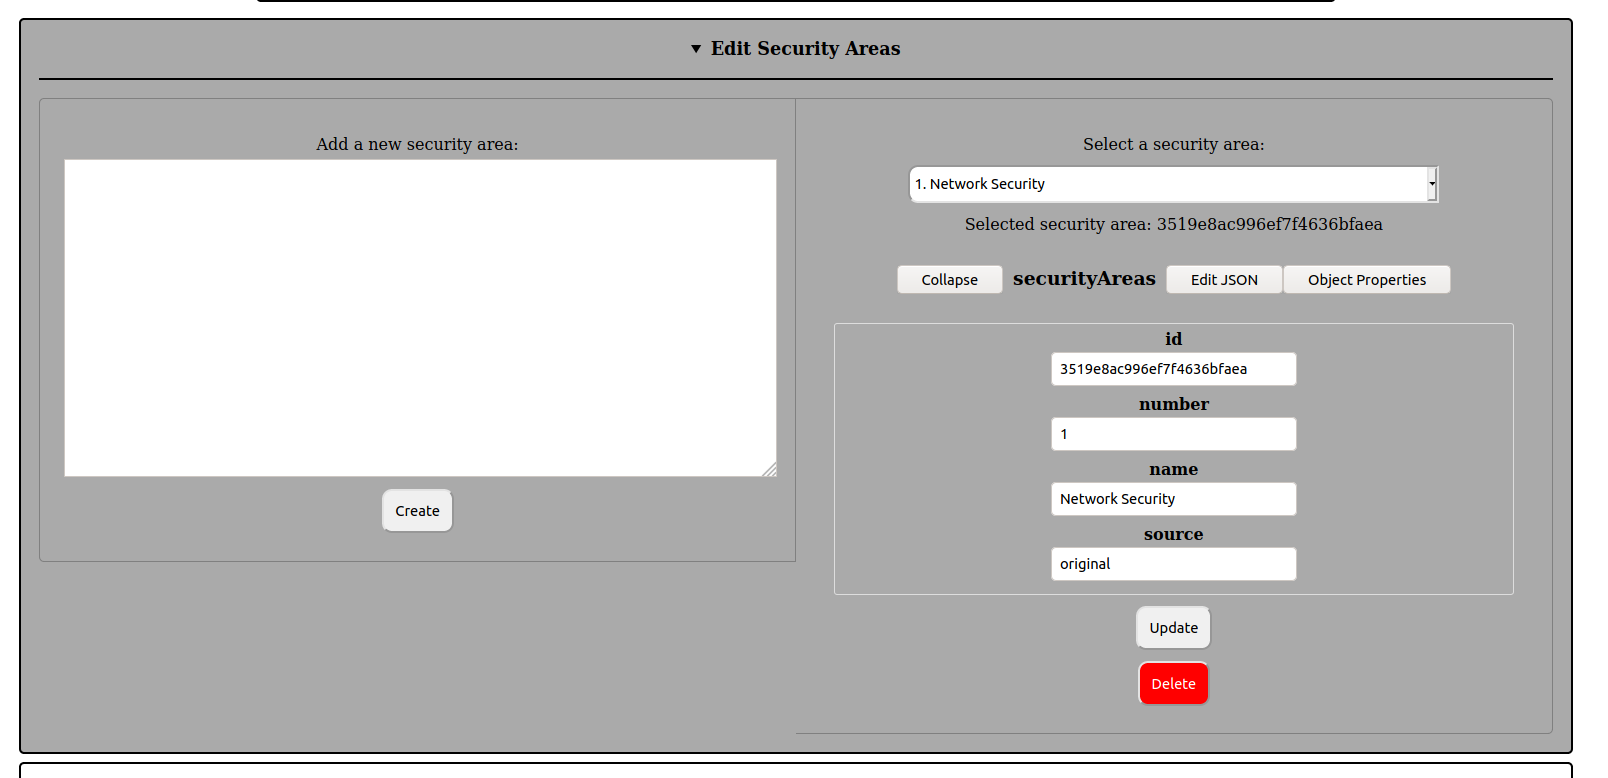 Edit Security Areas
Add a new security area:
Create
Select a security area:
1. Network Security
Selected security area: 3519e8ac996ef7f4636bfaea
Collapse securityAreas Edit JSON Object Properties
id
3519e8ac996ef7f4636bfaea
number
1
name
Network Security
source
original
Update
Delete